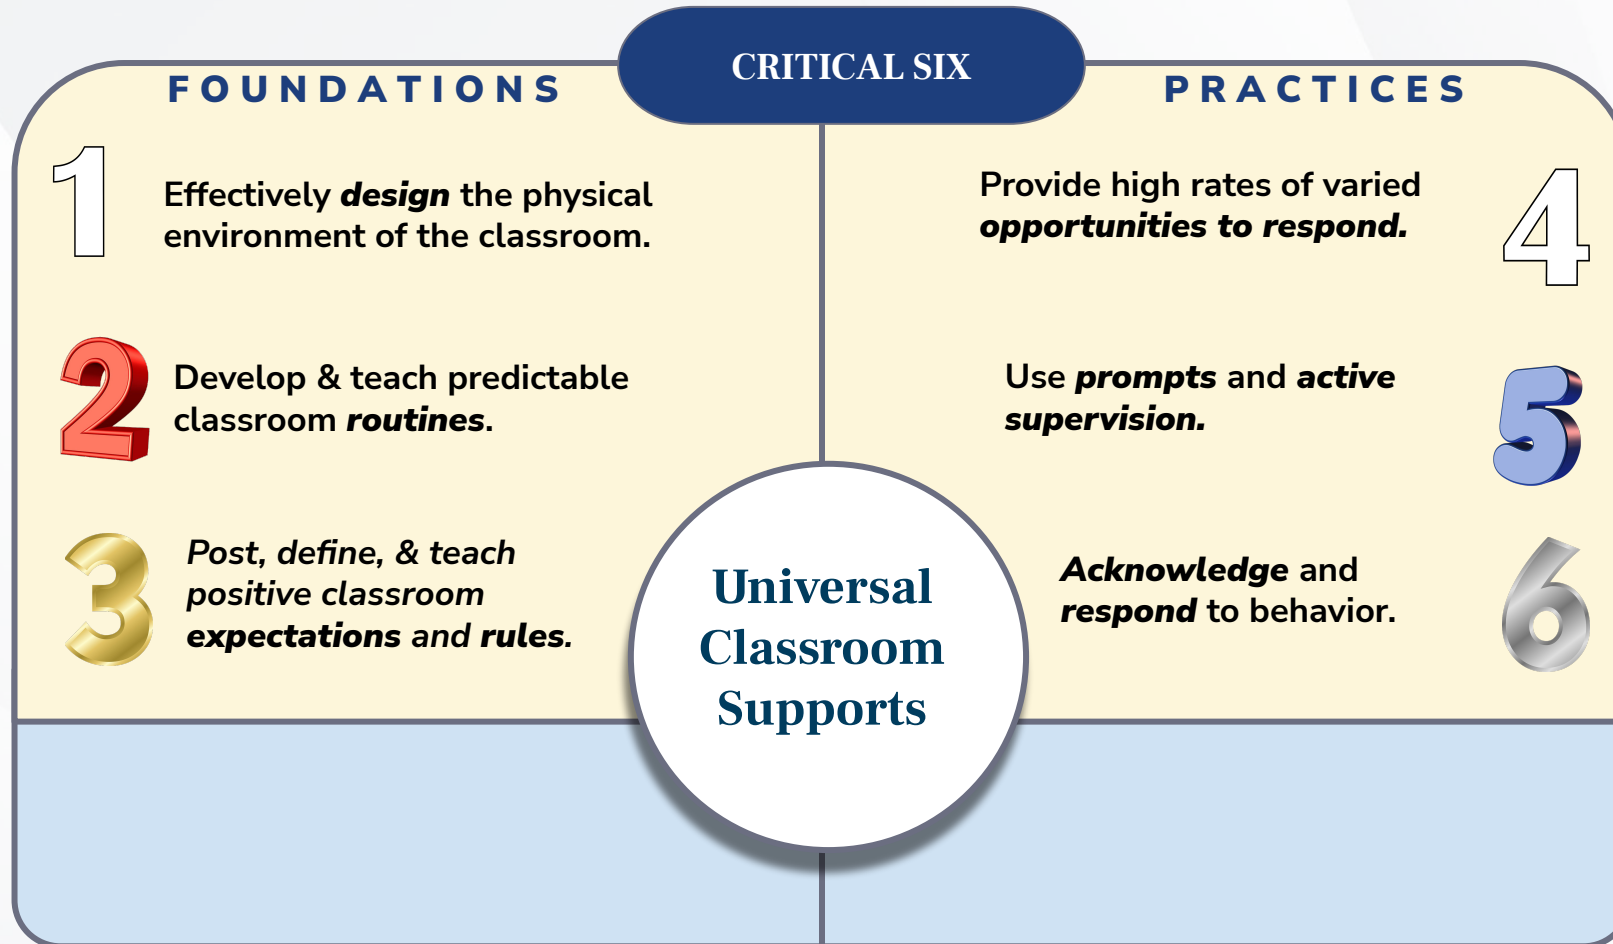 CRITICAL SIX
FOUNDATIONS
1
Effectively design the physical
environment of the classroom.
2
Develop & teach predictable
classroom routines.
3
Post, define, & teach
positive classroom
expectations and rules.
PRACTICES
Provide high rates of varied
opportunities to respond.
4
Use prompts and active
supervision.
5
Acknowledge and
respond to behavior.
6
Universal
Classroom
Supports